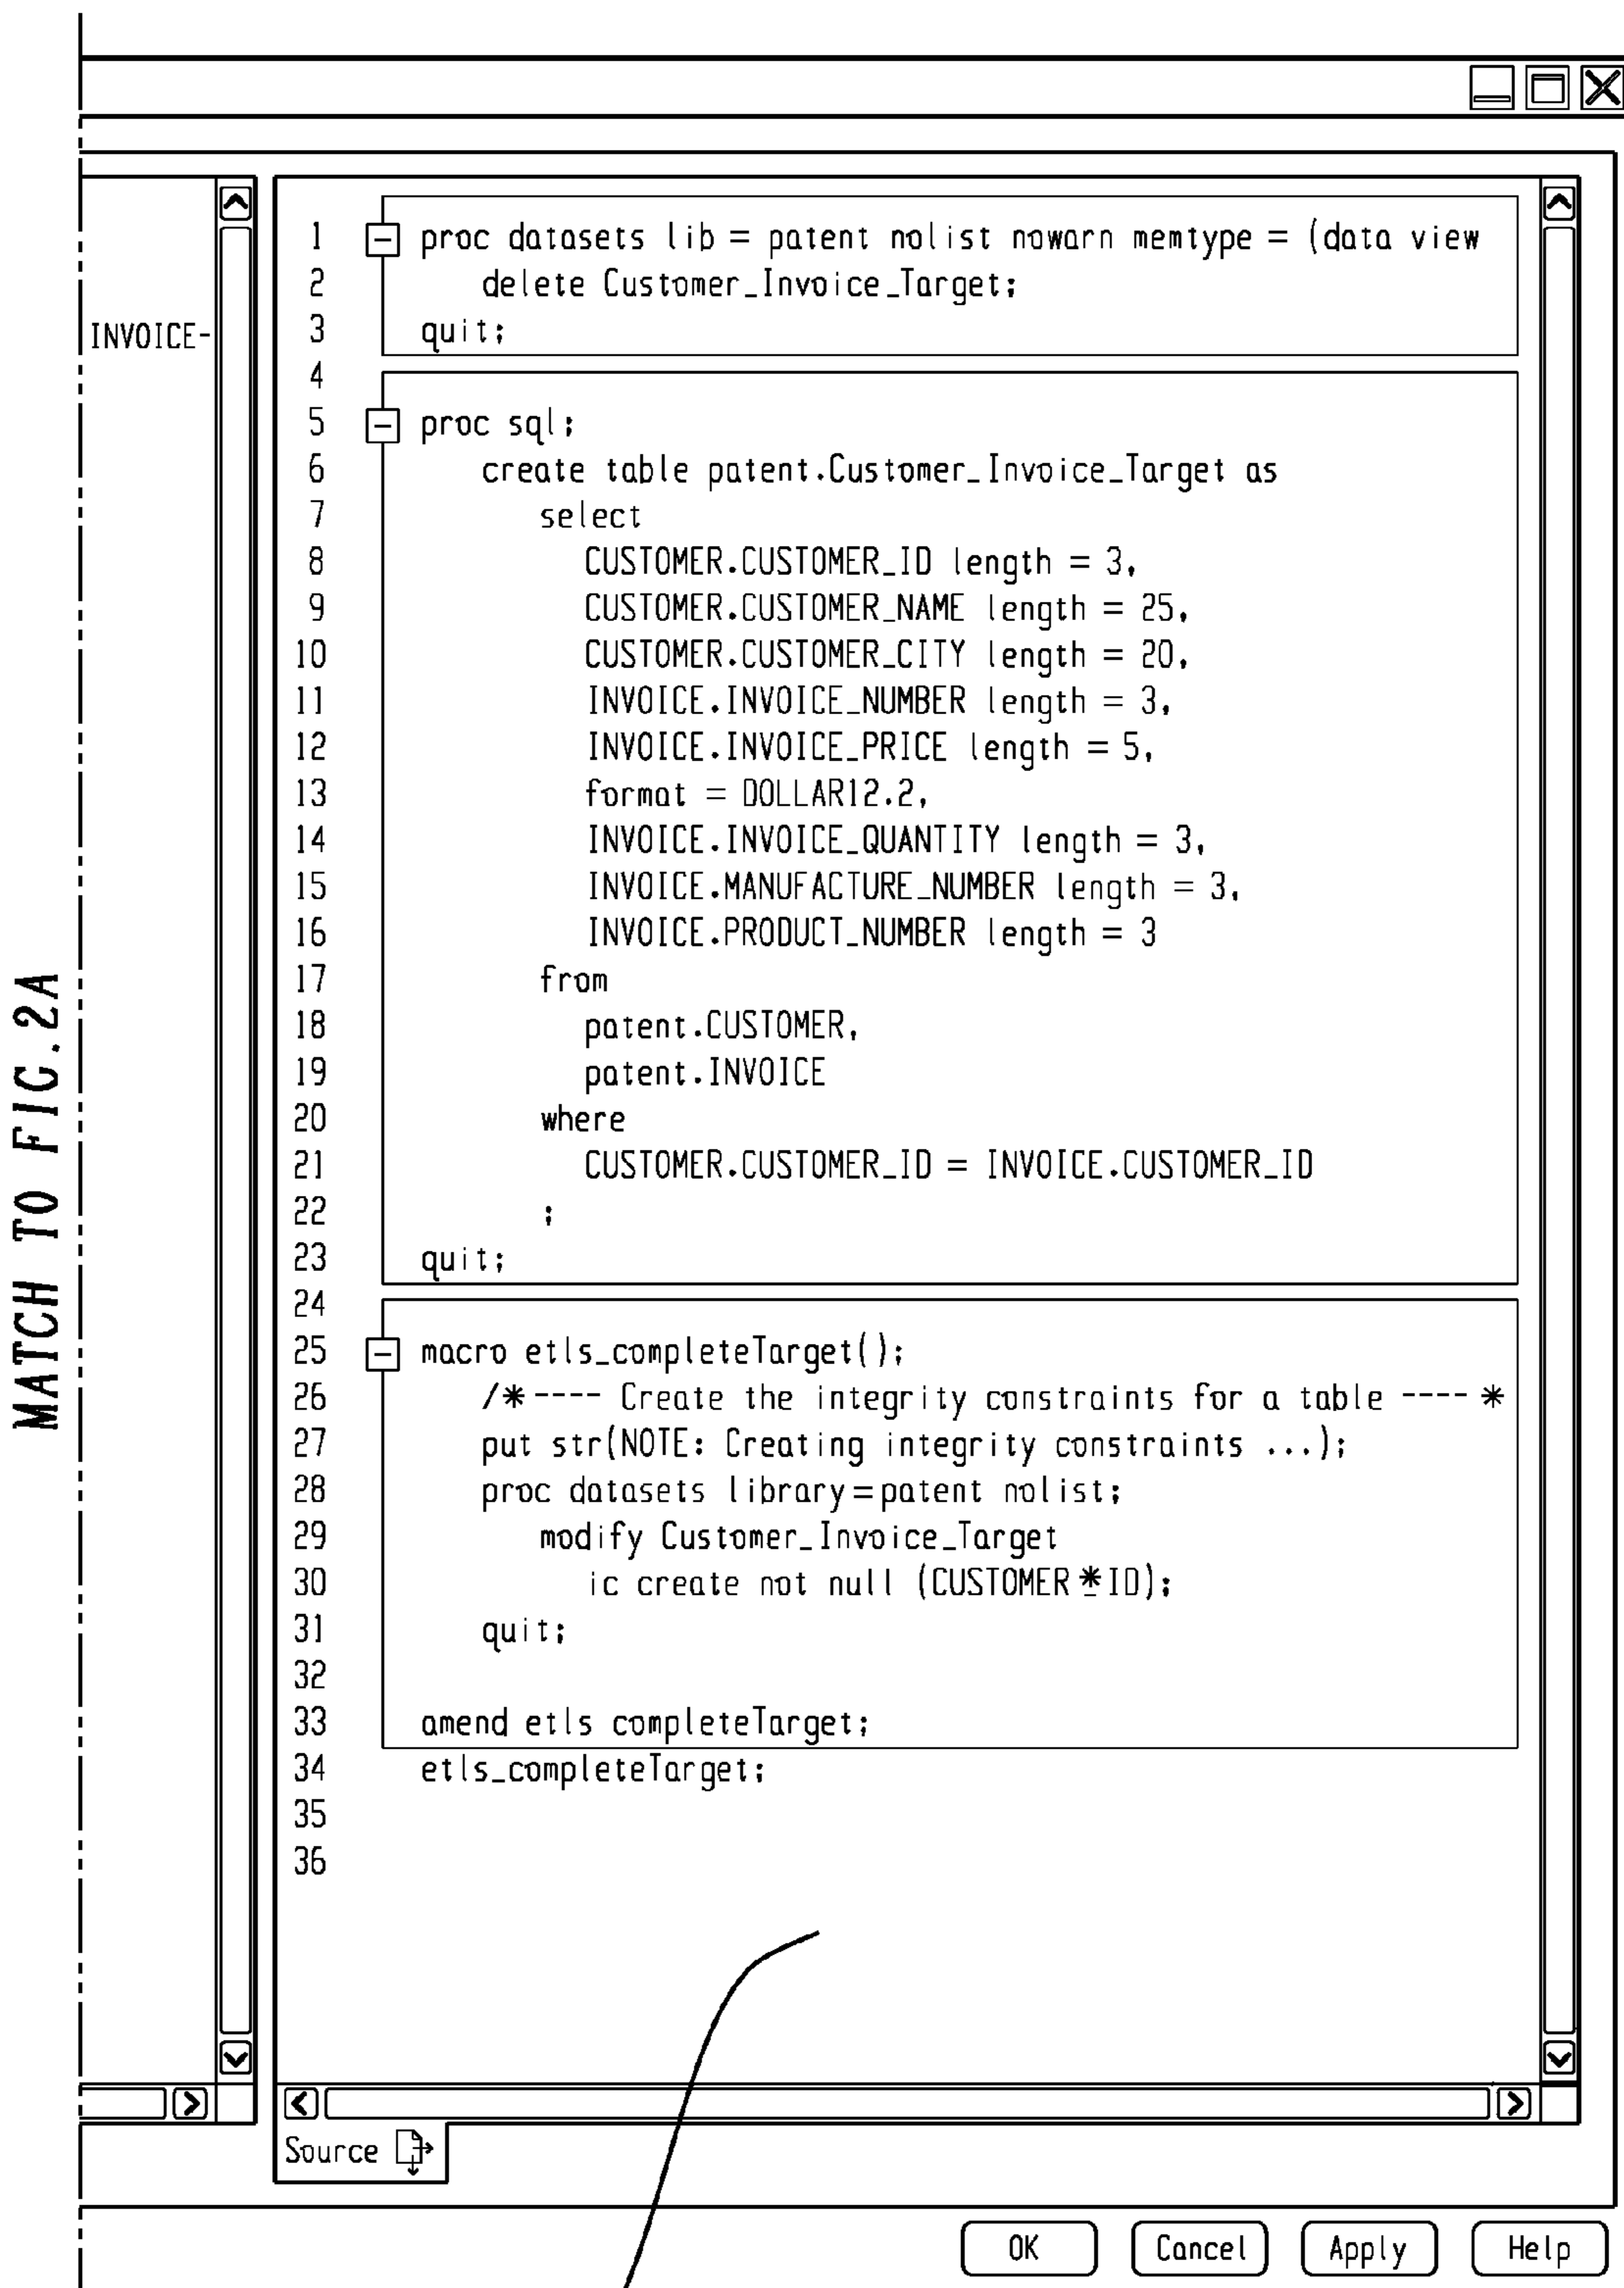 MATCH TO FIG.2A
INVOICE-
1 proc datasets lib = patent nolist nowarn memtype = (data view
2 delete Customer_Invoice_Target;
3 quit;
4
5 proc sql;
6 create table patent.Customer_Invoice_Target as
7 select
8 CUSTOMER.CUSTOMER_ID length = 3,
9 CUSTOMER.CUSTOMER_NAME length = 25,
10 CUSTOMER.CUSTOMER_CITY length = 20,
11 INVOICE.INVOICE_NUMBER length = 3,
12 INVOICE.INVOICE_PRICE length = 5,
13 format = DOLLAR12.2,
14 INVOICE.INVOICE_QUANTITY length = 3,
15 INVOICE.MANUFACTURE_NUMBER length = 3,
16 INVOICE.PRODUCT_NUMBER length = 3
17 from
18 patent.CUSTOMER,
19 patent.INVOICE
20 where
21 CUSTOMER.CUSTOMER_ID = INVOICE.CUSTOMER_ID
22 ;
23 quit;
24
25 macro etls_completeTarget();
26 /*---- Create the integrity constraints for a table ---- *
27 put str(NOTE: Creating integrity constraints ...);
28 proc datasets library=patent nolist;
29 modify Customer_Invoice_Target
30 ic create not null (CUSTOMER*ID);
31 quit;
32
33 amend etls completeTarget;
34 etls_completeTarget;
35
36
Source
OK Cancel Apply Help